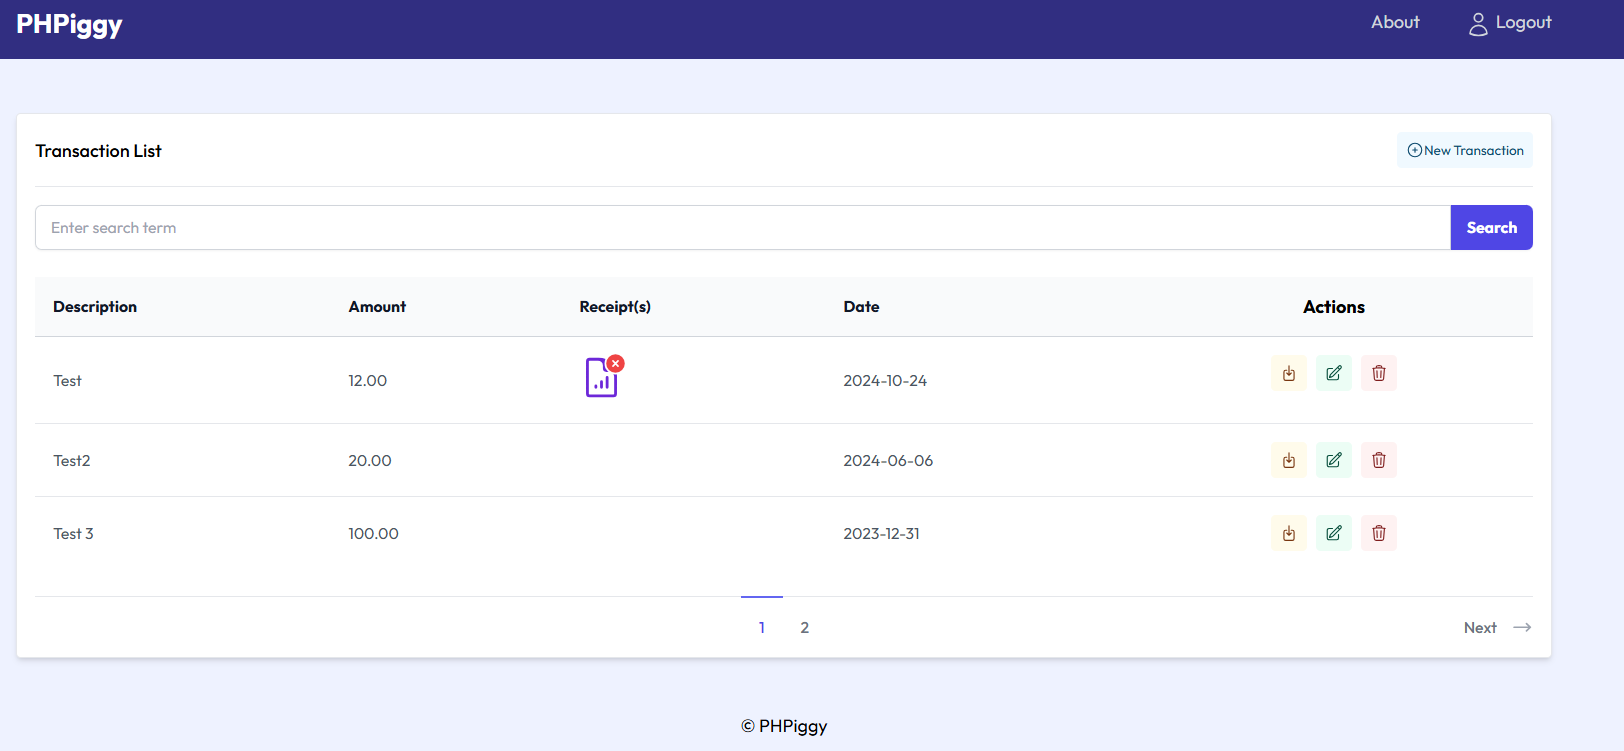 PHPiggy About Logout
Transaction List New Transaction
Enter search term Search
Description Amount Receipt(s) Date Actions
Test 12.00 2024-10-24
Test2 20.00 2024-06-06
Test 3 100.00 2023-12-31
1 2 Next →
© PHPiggy